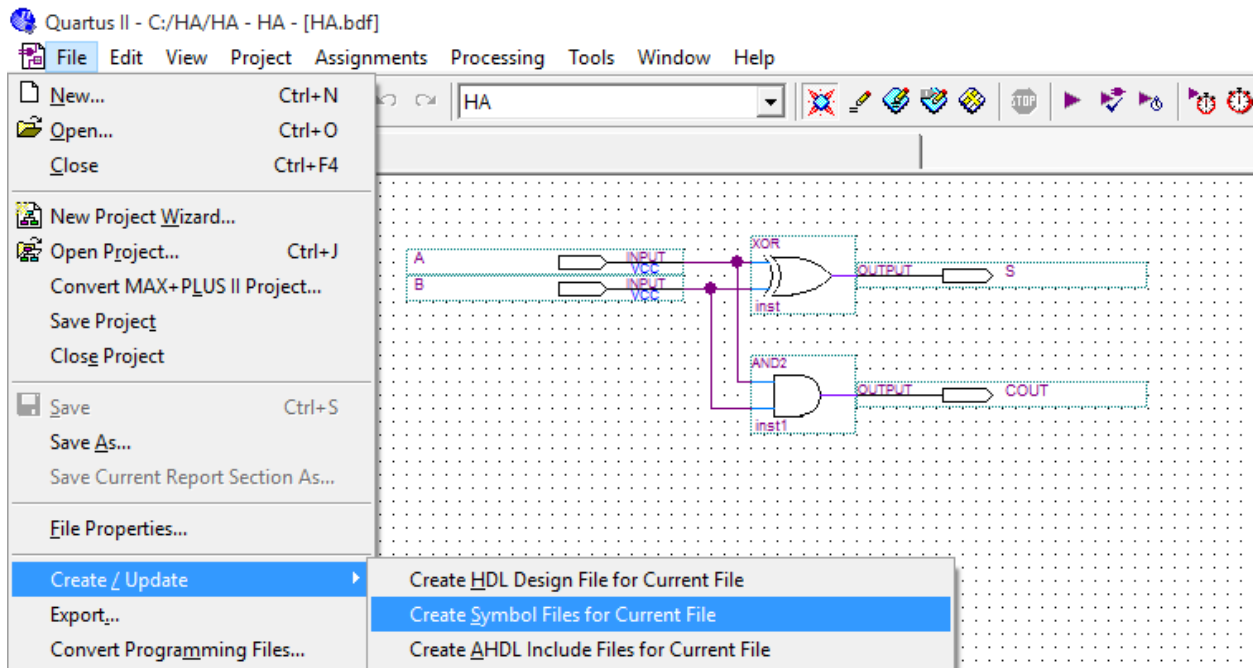 Quartus II - C:/HA/HA - HA - [HA.bdf]
File Edit View Project Assignments Processing Tools Window Help
New... Ctrl+N
HA
STOP
Open... Ctrl+O
Close Ctrl+F4
New Project Wizard...
Open Project... Ctrl+J
Convert MAX+PLUS II Project...
Save Project
Close Project
Save Ctrl+S
Save As...
Save Current Report Section As...
File Properties...
Create / Update
Export...
Convert Programming Files...
Create HDL Design File for Current File
Create Symbol Files for Current File
Create AHDL Include Files for Current File
A INPUT
VCC
B INPUT
VCC
XOR
inst
OUTPUT S
AND2
inst1
OUTPUT COUT